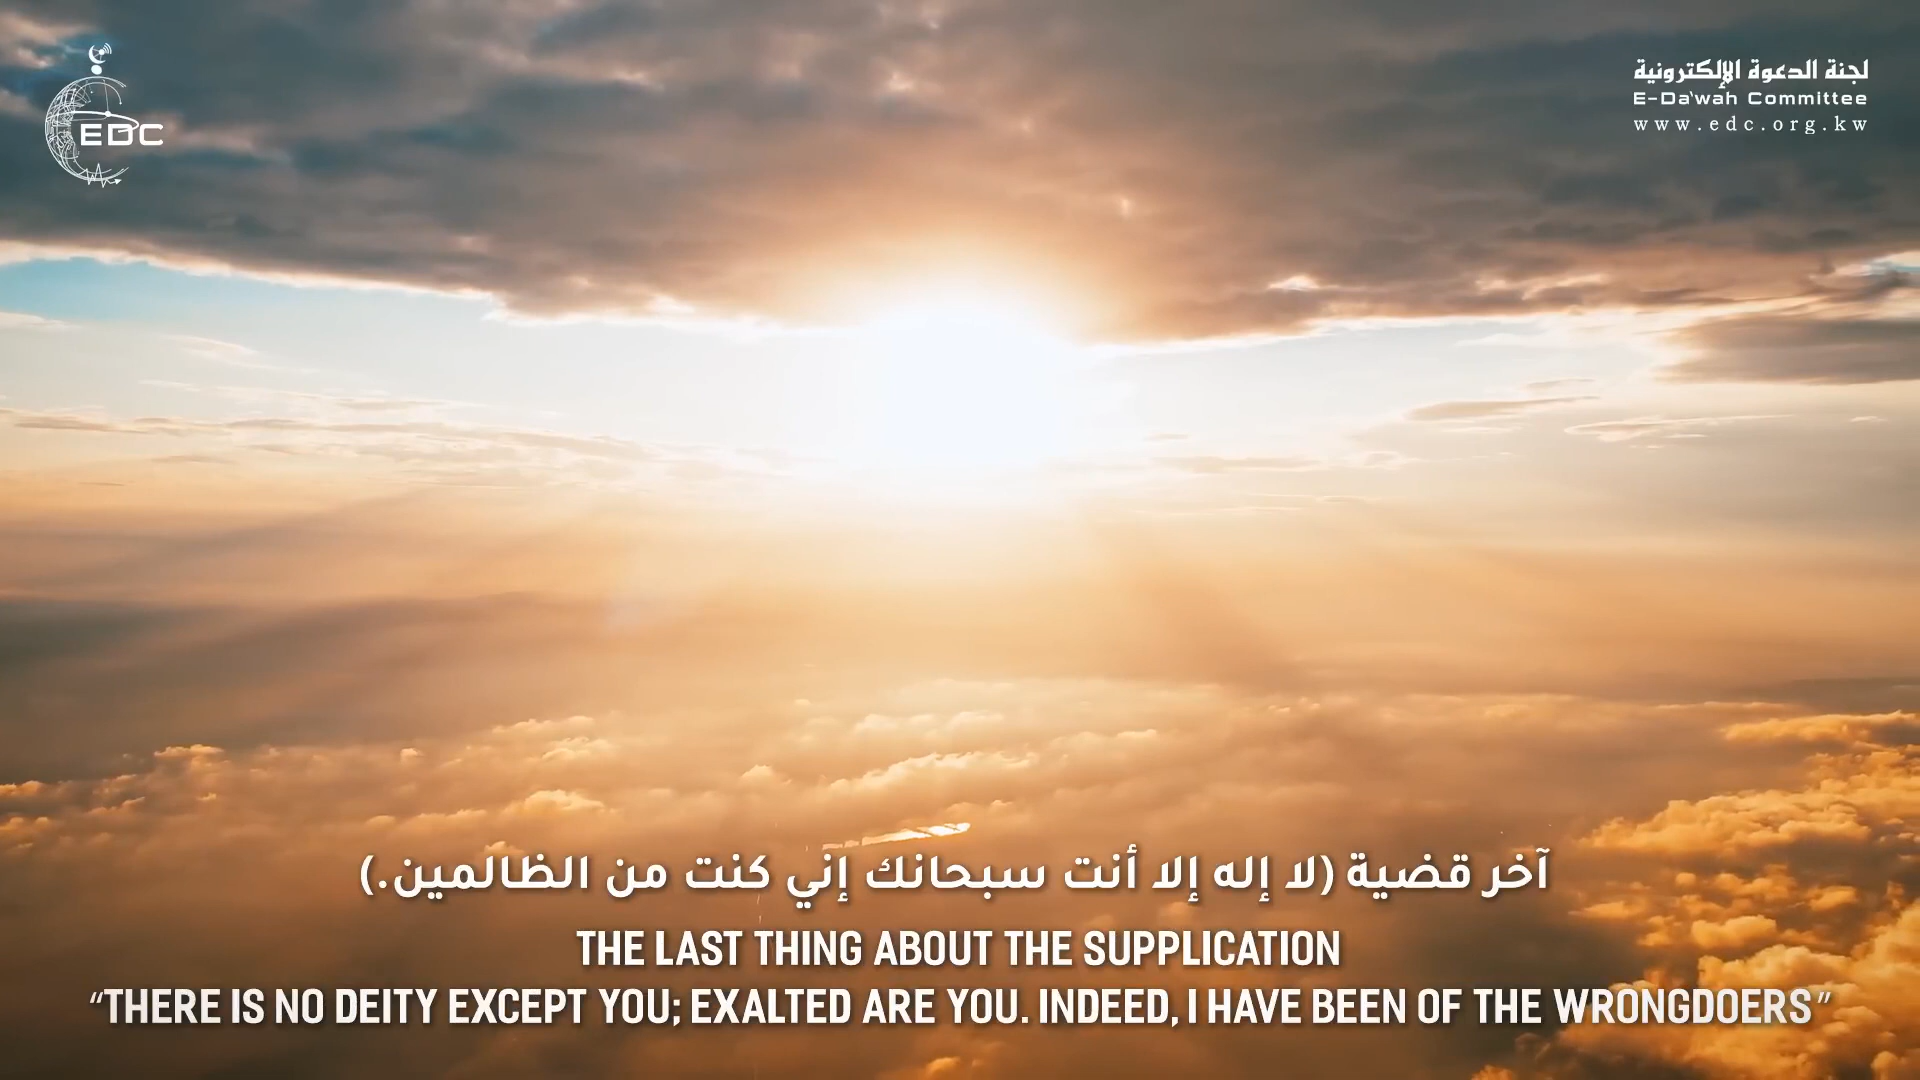 EDC
لجنة الدعوة الإلكترونية
E-Da'wah Committee
www.edc.org.kw
آخر قضية (لا إله إلا أنت سبحانك إني كنت من الظالمين.)
THE LAST THING ABOUT THE SUPPLICATION
“THERE IS NO DEITY EXCEPT YOU; EXALTED ARE YOU. INDEED, I HAVE BEEN OF THE WRONGDOERS”